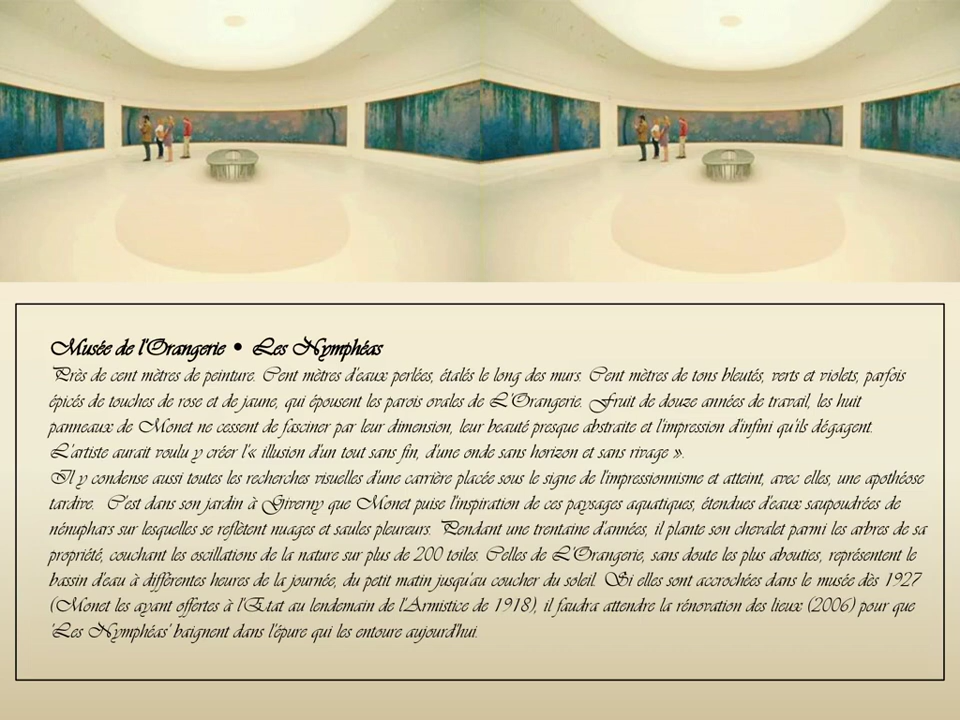 Musée de l'Orangerie • Les Nymphéas
Près de cent mètres de peinture. Cent mètres d'eaux perlées, étalés le long des murs. Cent mètres de tons bleutés, verts et violets, parfois
épicés de touches de rose et de jaune, qui épousent les parois ovales de L'Orangerie. Fruit de douze années de travail, les huit
panneaux de Monet ne cessent de fasciner par leur dimension, leur beauté presque abstraite et l'impression d'infini qu'ils dégagent.
L'artiste aurait voulu y créer l'« illusion d'un tout sans fin, d'une onde sans horizon et sans rivage ».
Il y condense aussi toutes les recherches visuelles d'une carrière placée sous le signe de l'impressionnisme et atteint, avec elles, une apothéose
tardive. C'est dans son jardin à Giverny que Monet puise l'inspiration de ces paysages aquatiques, étendues d'eaux saupoudrées de
nénuphars sur lesquelles se reflètent nuages et saules pleureurs. Pendant une trentaine d'années, il plante son chevalet parmi les arbres de sa
propriété, couchant les oscillations de la nature sur plus de 200 toiles. Celles de L'Orangerie, sans doute les plus abouties, représentent le
bassin d'eau à différentes heures de la journée, du petit matin jusqu'au coucher du soleil. Si elles sont accrochées dans le musée dès 1927
(Monet les ayant offertes à l'Etat au lendemain de l'Armistice de 1918), il faudra attendre la rénovation des lieux (2006) pour que
'Les Nymphéas' baignent dans l'épure qui les entoure aujourd'hui.